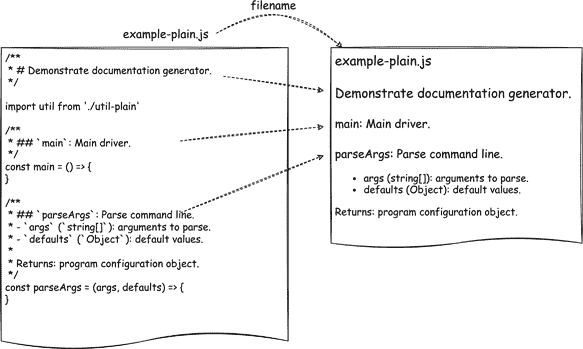 filename
example-plain.js
/**
* # Demonstrate documentation generator.
*/
import util from './util-plain'
/**
* ## `main`: Main driver.
*/
const main = () => {
}
/**
* ## `parseArgs`: Parse command line.
* - `args` (`string[]`): arguments to parse.
* - `defaults` (`Object`): default values.
*
* Returns: program configuration object.
*/
const parseArgs = (args, defaults) => {
}
example-plain.js
Demonstrate documentation generator.
main: Main driver.
parseArgs: Parse command line.
• args (string[]): arguments to parse.
• defaults (Object): default values.
Returns: program configuration object.